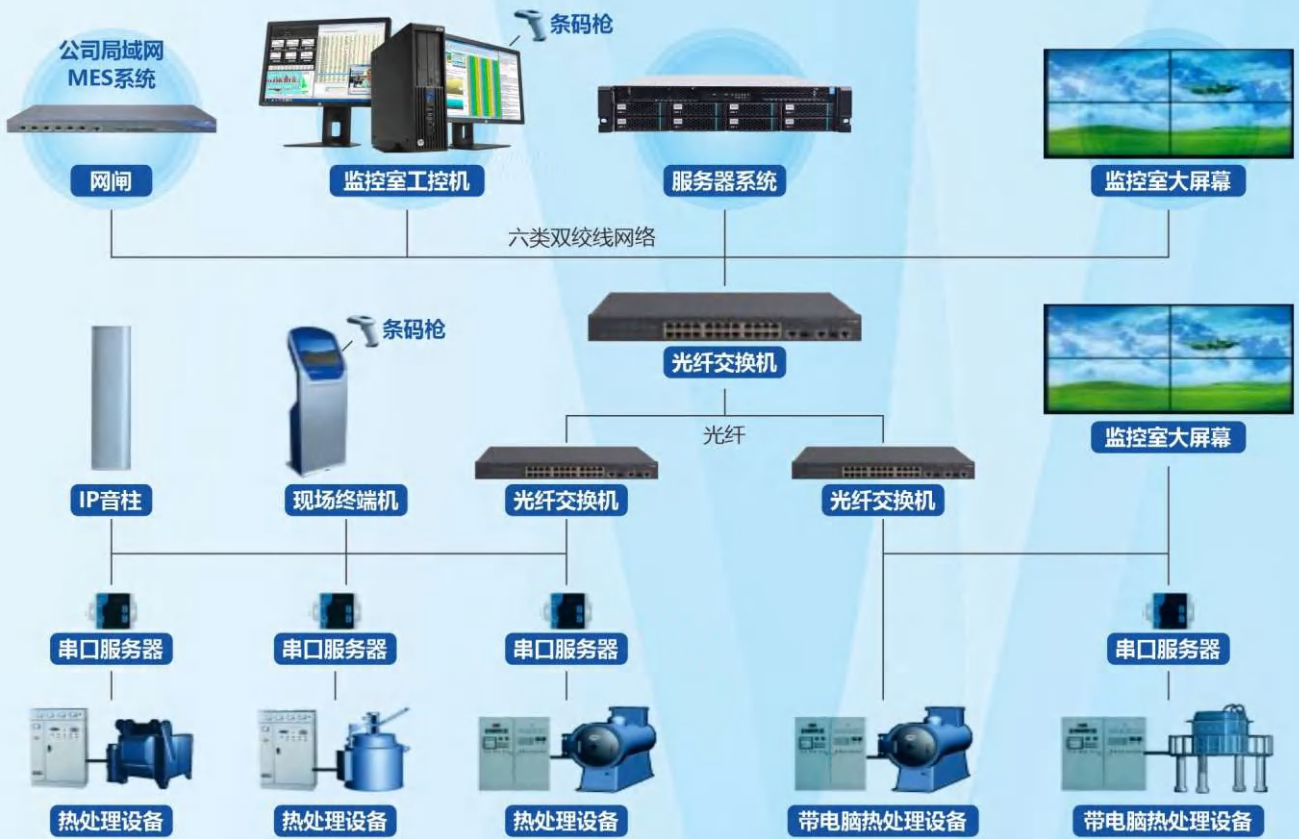 公司局域网
MES系统
条码枪
网闸
监控室工控机
服务器系统
监控室大屏幕
六类双绞线网络
条码枪
光纤交换机
光纤
监控室大屏幕
IP音柱
现场终端机
光纤交换机
光纤交换机
串口服务器
串口服务器
串口服务器
串口服务器
热处理设备
热处理设备
热处理设备
带电脑热处理设备
带电脑热处理设备